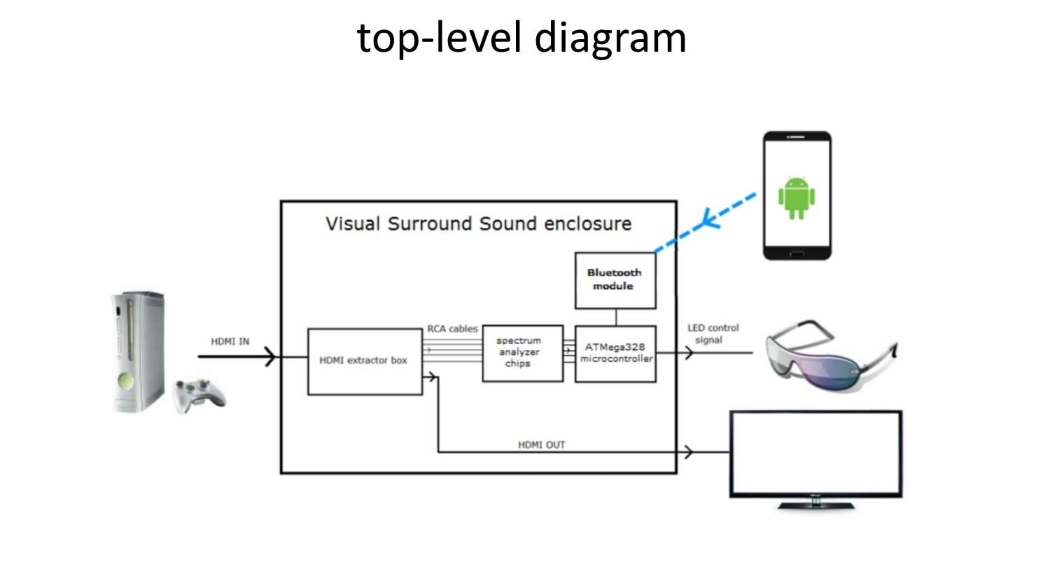 top-level diagram
Visual Surround Sound enclosure
Bluetooth
module
HDMI IN
HDMI extractor box
RCA cables
spectrum
analyzer
chips
ATMega328
microcontroller
LED control
signal
HDMI OUT